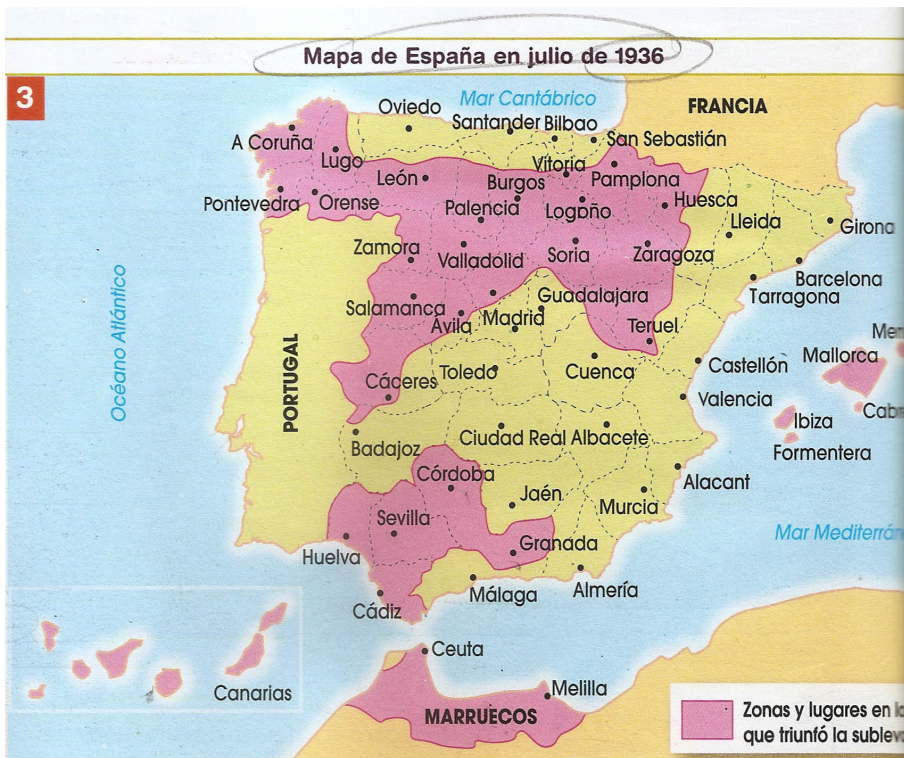 Mapa de España en julio de 1936
3
Mar Cantábrico
FRANCIA
Oviedo
Santander Bilbao
San Sebastián
A Coruña
Lugo
Vitoria
León
Burgos
Pamplona
Pontevedra
Orense
Palencia
Logroño
Huesca
Lleida
Girona
Zamora
Valladolid
Soria
Zaragoza
Barcelona
Tarragona
Salamanca
Ávila
Madrid
Guadalajara
Teruel
Océano Atlántico
PORTUGAL
Cáceres
Toledo
Cuenca
Castellón
Mallorca
Valencia
Ibiza
Formentera
Badajoz
Ciudad Real Albacete
Córdoba
Jaén
Murcia
Alacant
Sevilla
Huelva
Granada
Mar Mediterrán
Cádiz
Málaga
Almería
Ceuta
Canarias
Melilla
MARRUECOS
Zonas y lugares en
que triunfó la suble